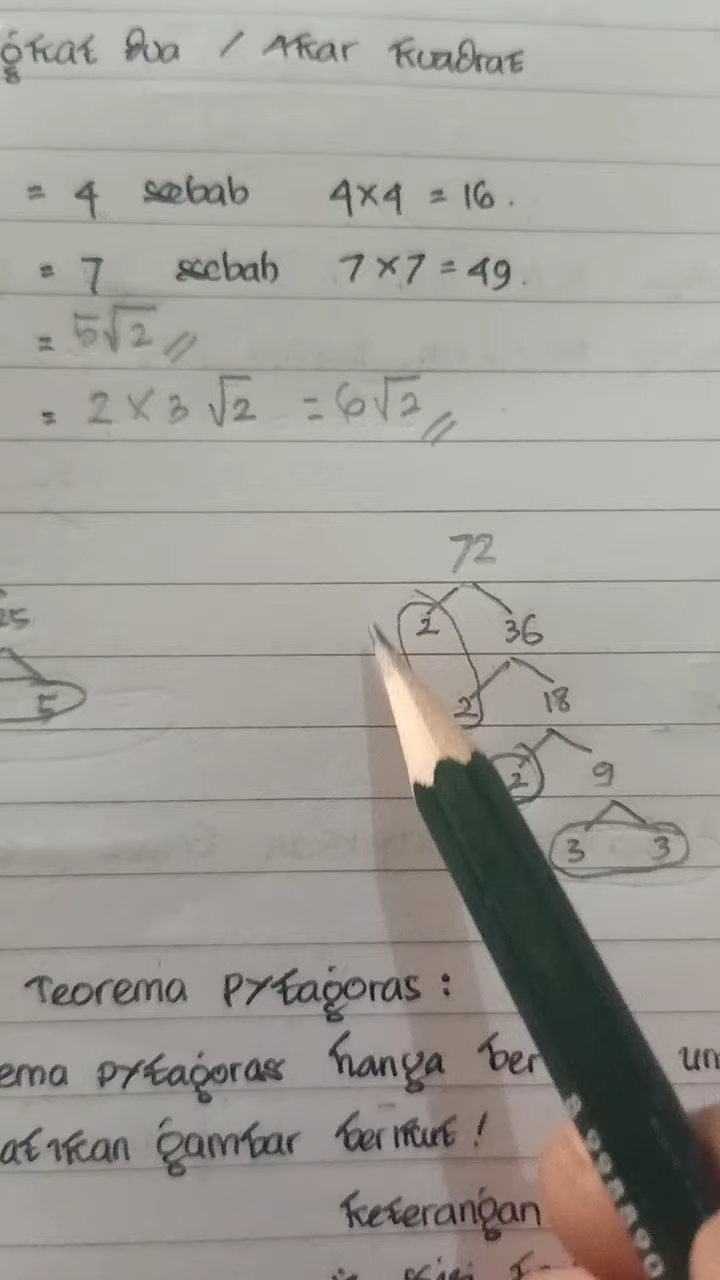 gkat dua / Akar Kuadrat
= 4 sebab 4×4 = 16.
= 7 sebab 7×7 = 49.
= 5√2 //
= 2 × 3 √2 = 6√2 //
72
25 2 36
5 2 18
2 9
3 3
Teorema Pytagoras :
ema pytagoras hanya ber un
atikan gambar berikut !
Keterangan